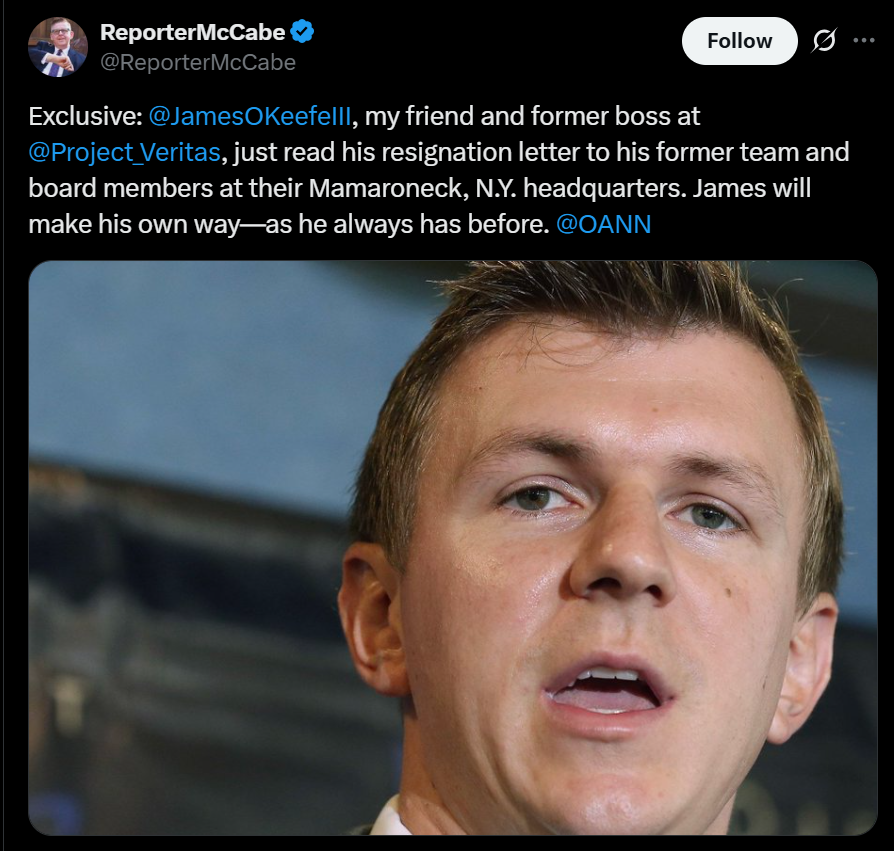 ReporterMcCabe
@ReporterMcCabe
Follow
Exclusive: @JamesOKeefeIII, my friend and former boss at
@Project_Veritas, just read his resignation letter to his former team and
board members at their Mamaroneck, N.Y. headquarters. James will
make his own way—as he always has before. @OANN